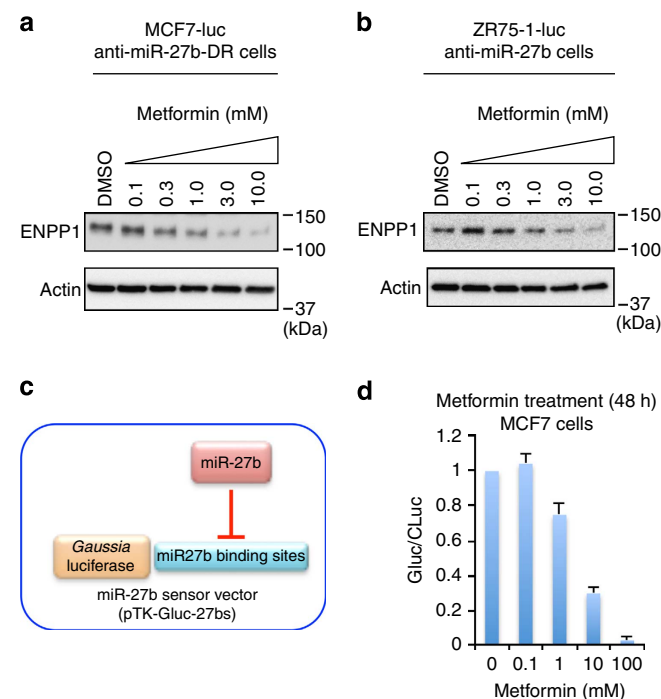 a
MCF7-luc
anti-miR-27b-DR cells
Metformin (mM)
DMSO
0.1
0.3
1.0
3.0
10.0
ENPP1
150
100
Actin
37
(kDa)
b
ZR75-1-luc
anti-miR-27b cells
Metformin (mM)
DMSO
0.1
0.3
1.0
3.0
10.0
ENPP1
150
100
Actin
37
(kDa)
c
miR-27b
Gaussia
luciferase
miR27b binding sites
miR-27b sensor vector
(pTK-Gluc-27bs)
d
Metformin treatment (48 h)
MCF7 cells
Gluc/CLuc
1.2
1
0.8
0.6
0.4
0.2
0
0 0.1 1 10 100
Metformin (mM)